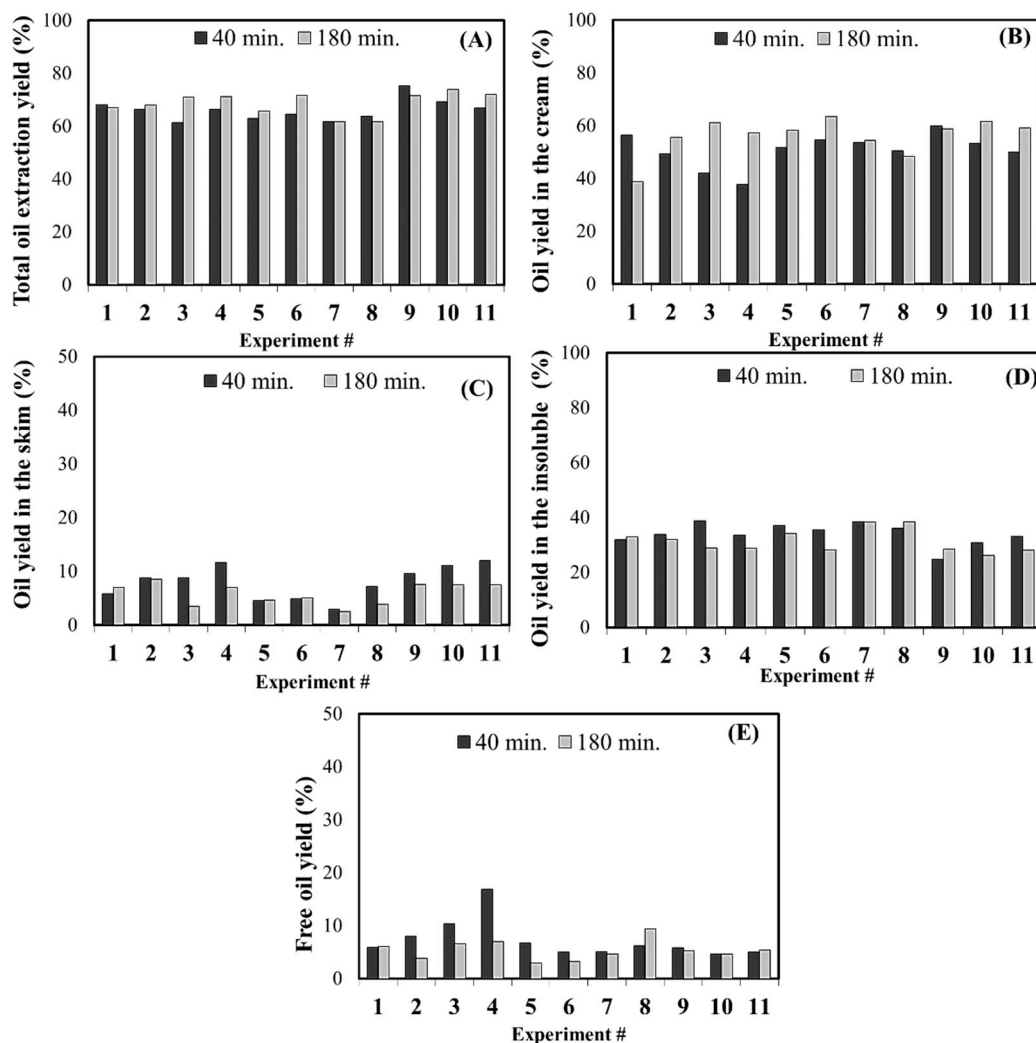 Total oil extraction yield (%)
100
80
60
40
20
0
40 min.
180 min.
(A)
1 2 3 4 5 6 7 8 9 10 11
Experiment #
Oil yield in the cream (%)
100
80
60
40
20
0
40 min.
180 min.
(B)
1 2 3 4 5 6 7 8 9 10 11
Experiment #
Oil yield in the skim (%)
50
40
30
20
10
0
40 min.
180 min.
(C)
1 2 3 4 5 6 7 8 9 10 11
Experiment #
Oil yield in the insoluble (%)
100
80
60
40
20
0
40 min.
180 min.
(D)
1 2 3 4 5 6 7 8 9 10 11
Experiment #
Free oil yield (%)
50
40
30
20
10
0
40 min.
180 min.
(E)
1 2 3 4 5 6 7 8 9 10 11
Experiment #